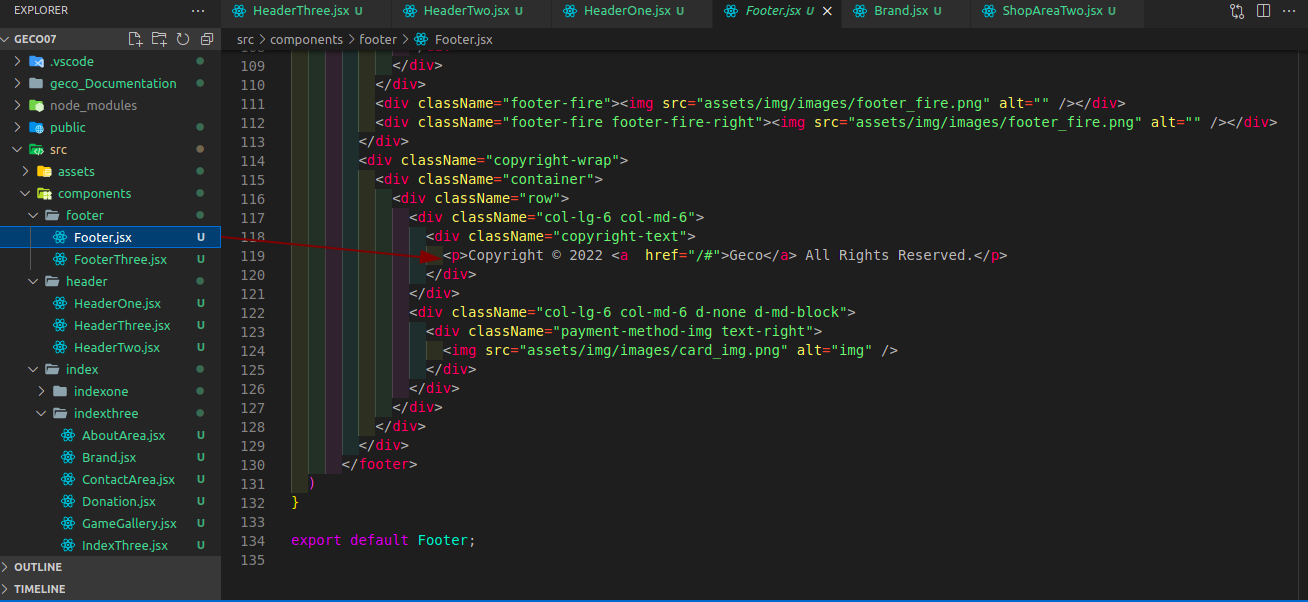 EXPLORER
···
HeaderThree.jsx U
HeaderTwo.jsx U
HeaderOne.jsx U
Footer.jsx U
Brand.jsx U
ShopAreaTwo.jsx U
···
GECO07
src > components > footer > Footer.jsx
.vscode
geco_Documentation
node_modules
public
src
assets
components
footer
Footer.jsx U
FooterThree.jsx U
header
HeaderOne.jsx U
HeaderThree.jsx U
HeaderTwo.jsx U
index
indexone
indexthree
AboutArea.jsx U
Brand.jsx U
ContactArea.jsx U
Donation.jsx U
GameGallery.jsx U
IndexThree.jsx U
OUTLINE
TIMELINE
109 </div>
110 </div>
111 <div className="footer-fire"><img src="assets/img/images/footer_fire.png" alt="" /></div>
112 <div className="footer-fire footer-fire-right"><img src="assets/img/images/footer_fire.png" alt="" /></div>
113 </div>
114 <div className="copyright-wrap">
115 <div className="container">
116 <div className="row">
117 <div className="col-lg-6 col-md-6">
118 <div className="copyright-text">
119 <p>Copyright © 2022 <a  href="/#">Geco</a> All Rights Reserved.</p>
120 </div>
121 </div>
122 <div className="col-lg-6 col-md-6 d-none d-md-block">
123 <div className="payment-method-img text-right">
124 <img src="assets/img/images/card_img.png" alt="img" />
125 </div>
126 </div>
127 </div>
128 </div>
129 </div>
130 </footer>
131 )
132 }
133
134 export default Footer;
135